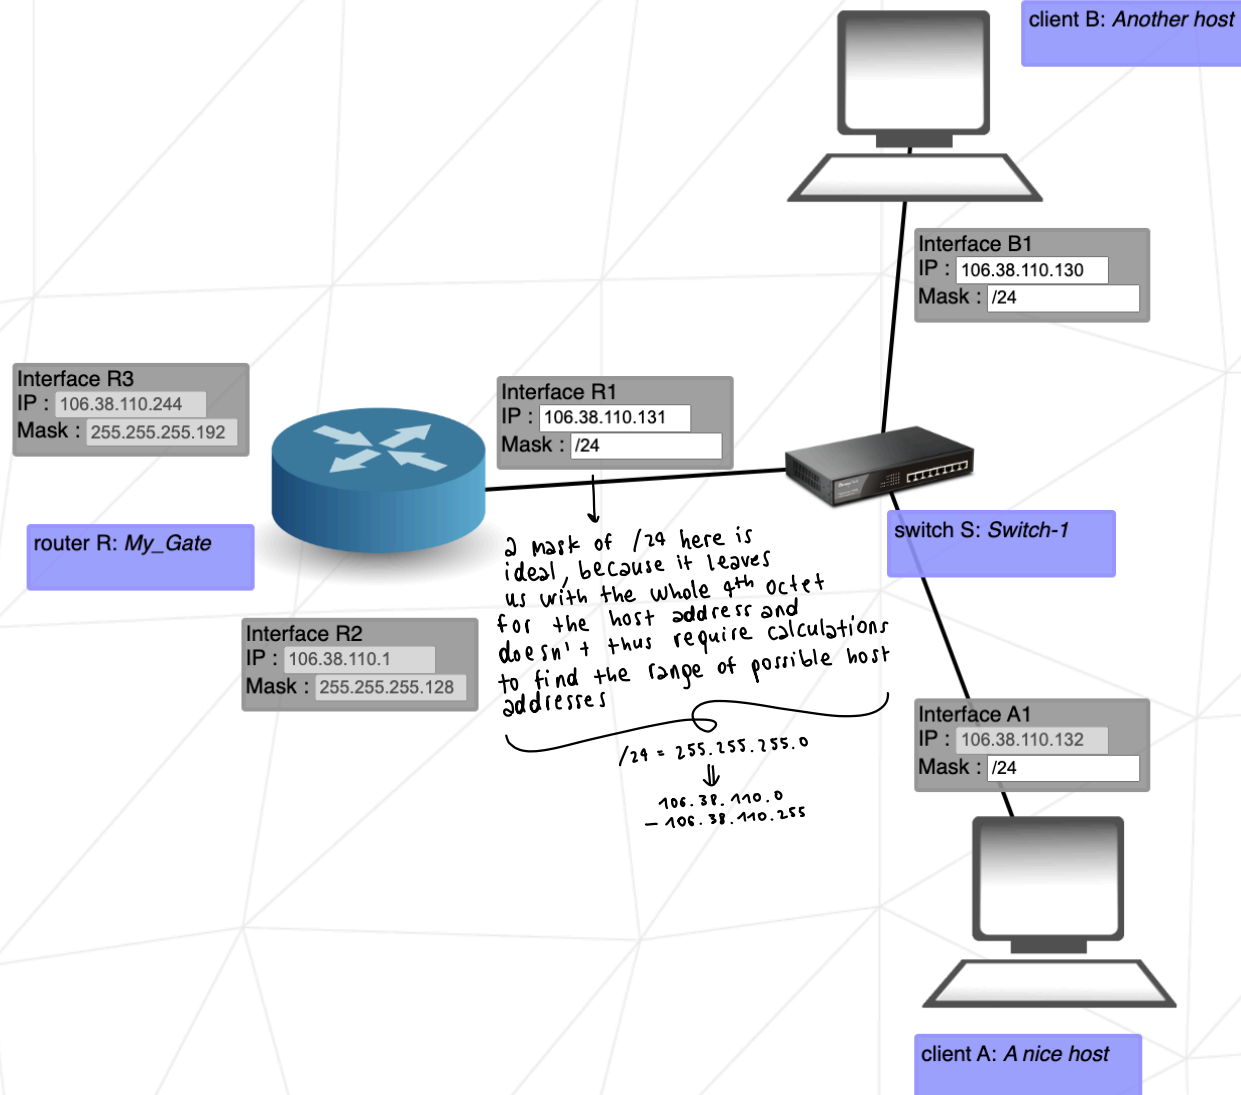 client B: Another host
Interface B1
IP : 106.38.110.130
Mask : /24
Interface R3
IP : 106.38.110.244
Mask : 255.255.255.192
Interface R1
IP : 106.38.110.131
Mask : /24
router R: My_Gate
switch S: Switch-1
a mask of /24 here is
ideal, because it leaves
us with the whole 4th octet
for the host address and
doesn't thus require calculations
to find the range of possible host
addresses
/24 = 255.255.255.0
⇓
106.38.110.0
— 106.38.110.255
Interface R2
IP : 106.38.110.1
Mask : 255.255.255.128
Interface A1
IP : 106.38.110.132
Mask : /24
client A: A nice host